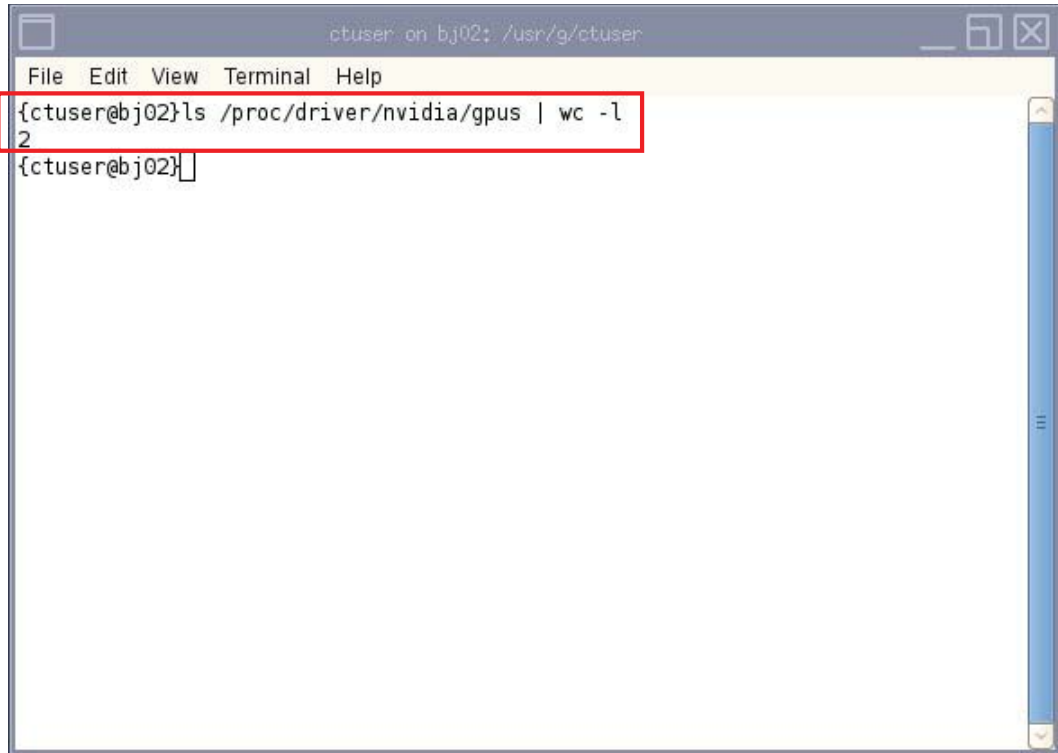 ctuser on bj02: /usr/g/ctuser
File Edit View Terminal Help
{ctuser@bj02}ls /proc/driver/nvidia/gpus | wc -l
2
{ctuser@bj02}